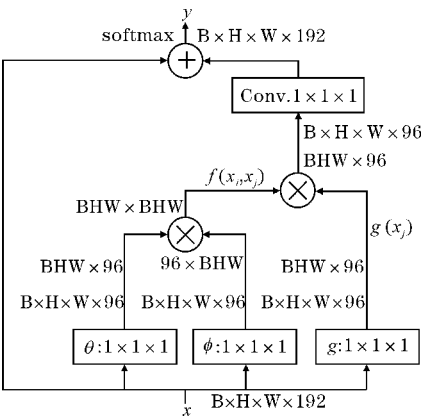 y
softmax
B×H×W×192
+
Conv.1×1×1
B×H×W×96
BHW×96
f(xᵢ,xⱼ)
×
BHW×BHW
g(xⱼ)
×
BHW×96
96×BHW
BHW×96
B×H×W×96
B×H×W×96
B×H×W×96
θ:1×1×1
ϕ:1×1×1
g:1×1×1
x
B×H×W×192